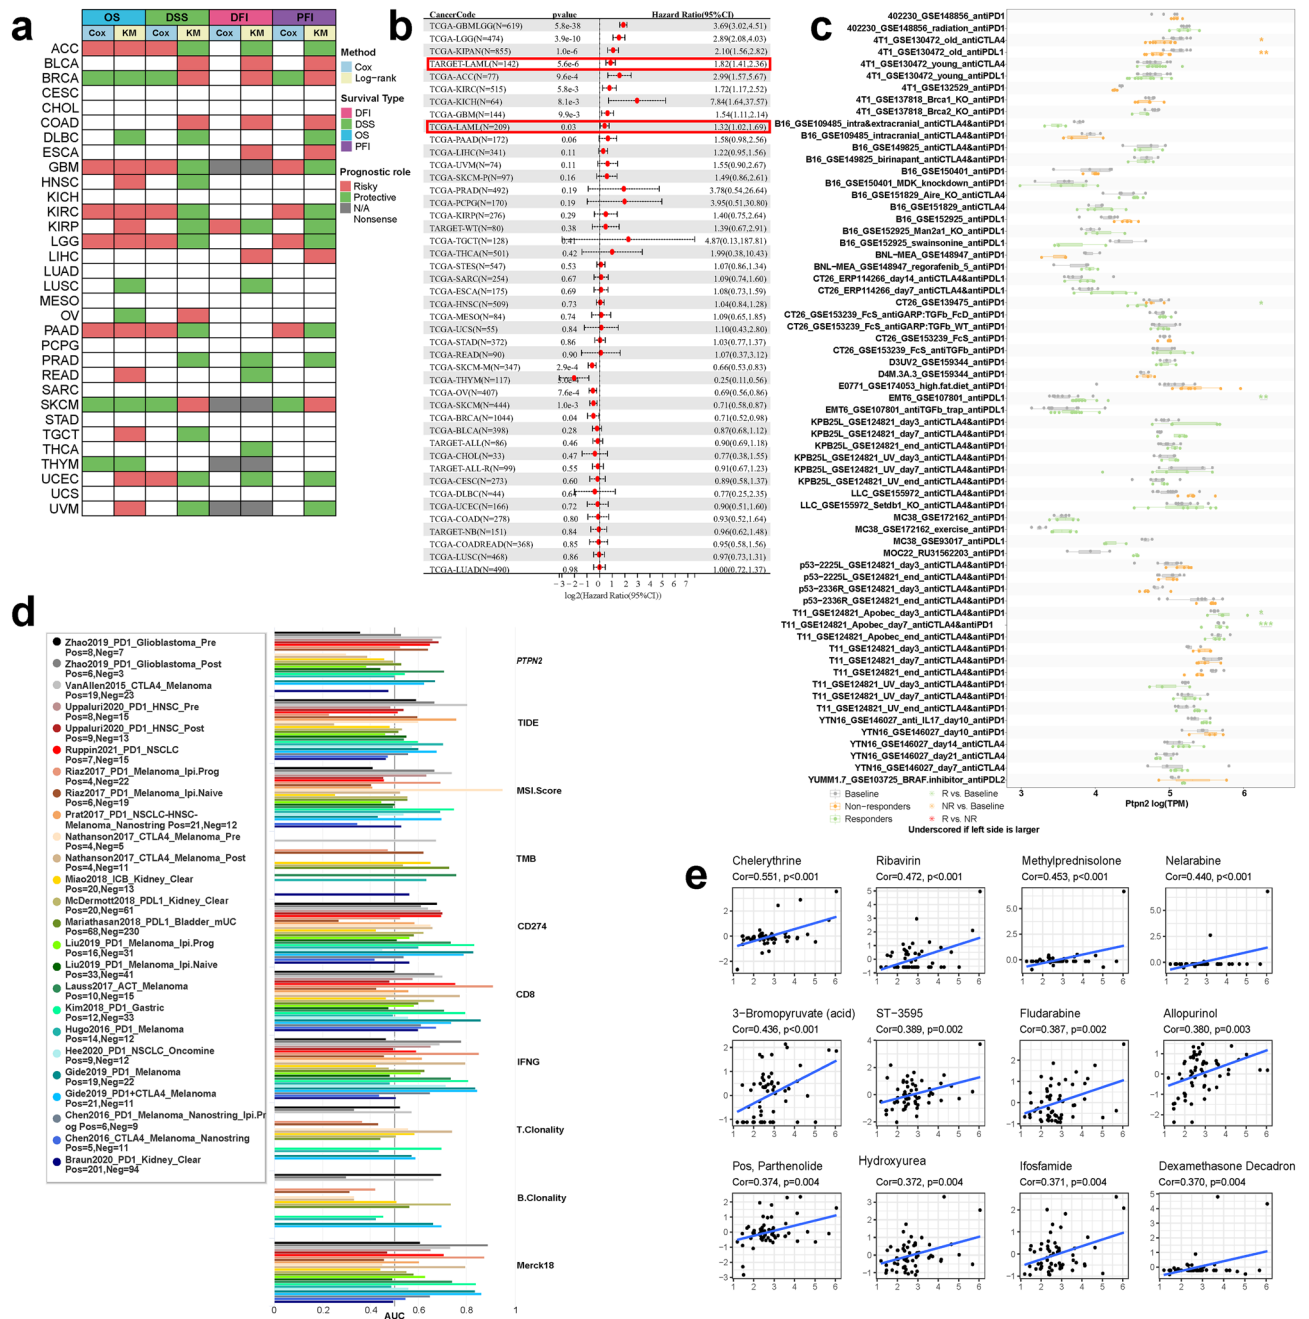 a
OS DSS DFI PFI
Cox KM Cox KM Cox KM Cox KM
ACC
BLCA
BRCA
CESC
CHOL
COAD
DLBC
ESCA
GBM
HNSC
KICH
KIRC
KIRP
LGG
LIHC
LUAD
LUSC
MESO
OV
PAAD
PCPG
PRAD
READ
SARC
SKCM
STAD
TGCT
THCA
THYM
UCEC
UCS
UVM
Method
Cox
Log-rank
Survival Type
DFI
DSS
OS
PFI
Prognostic role
Risky
Protective
N/A
Nonsense
b
CancerCode pvalue Hazard Ratio(95%CI)
TCGA-GBMLGG(N=619) 5.8e-38 3.69(3.02,4.51)
TCGA-LGG(N=474) 3.9e-10 2.89(2.08,4.03)
TCGA-KIPAN(N=855) 1.0e-6 2.10(1.56,2.82)
TARGET-LAML(N=142) 5.6e-6 1.82(1.41,2.36)
TCGA-ACC(N=77) 9.6e-4 2.99(1.57,5.67)
TCGA-KIRC(N=515) 5.8e-3 1.72(1.17,2.52)
TCGA-KICH(N=64) 8.1e-3 7.84(1.64,37.57)
TCGA-GBM(N=144) 9.9e-3 1.54(1.11,2.14)
TCGA-LAML(N=209) 0.03 1.32(1.02,1.69)
TCGA-PAAD(N=172) 0.06 1.58(0.98,2.56)
TCGA-LIHC(N=341) 0.11 1.22(0.95,1.56)
TCGA-UVM(N=74) 0.11 1.55(0.90,2.67)
TCGA-SKCM-P(N=97) 0.16 1.49(0.86,2.61)
TCGA-PRAD(N=492) 0.19 3.78(0.54,26.64)
TCGA-PCPG(N=170) 0.19 3.95(0.51,30.80)
TCGA-KIRP(N=276) 0.29 1.40(0.75,2.64)
TARGET-WT(N=80) 0.38 1.39(0.67,2.91)
TCGA-TGCT(N=128) 0.41 4.87(0.13,187.81)
TCGA-THCA(N=501) 0.42 1.99(0.38,10.43)
TCGA-STES(N=547) 0.53 1.07(0.86,1.34)
TCGA-SARC(N=254) 0.67 1.09(0.74,1.60)
TCGA-ESCA(N=175) 0.69 1.08(0.73,1.59)
TCGA-HNSC(N=509) 0.73 1.04(0.84,1.28)
TCGA-MESO(N=84) 0.74 1.09(0.65,1.85)
TCGA-UCS(N=55) 0.84 1.10(0.43,2.80)
TCGA-STAD(N=372) 0.86 1.03(0.77,1.37)
TCGA-READ(N=90) 0.90 1.07(0.37,3.12)
TCGA-SKCM-M(N=347) 2.9e-4 0.66(0.53,0.83)
TCGA-THYM(N=117) 0.25(0.11,0.56)
TCGA-OV(N=407) 7.6e-4 0.69(0.56,0.86)
TCGA-SKCM(N=444) 1.0e-3 0.71(0.58,0.87)
TCGA-BRCA(N=1044) 0.04 0.71(0.52,0.98)
TCGA-BLCA(N=398) 0.28 0.87(0.68,1.12)
TARGET-ALL(N=86) 0.46 0.90(0.69,1.18)
TCGA-CHOL(N=33) 0.47 0.77(0.38,1.55)
TARGET-ALL-R(N=99) 0.55 0.91(0.67,1.23)
TCGA-CESC(N=273) 0.60 0.89(0.58,1.37)
TCGA-DLBC(N=44) 0.64 0.77(0.25,2.35)
TCGA-UCEC(N=166) 0.72 0.90(0.51,1.60)
TCGA-COAD(N=278) 0.80 0.93(0.52,1.64)
TARGET-NB(N=151) 0.84 0.96(0.62,1.48)
TCGA-COADREAD(N=368) 0.85 0.95(0.58,1.56)
TCGA-LUSC(N=468) 0.86 0.97(0.73,1.31)
TCGA-LUAD(N=490) 0.98 1.00(0.72,1.37)
-3 -2 -1 0 1 2 3 4 5 6 7
log2(Hazard Ratio(95%CI))
c
402230_GSE148856_antiPD1
402230_GSE148856_radiation_antiPD1
4T1_GSE130472_old_antiCTLA4
4T1_GSE130472_old_antiPDL1
4T1_GSE130472_young_antiCTLA4
4T1_GSE130472_young_antiPDL1
4T1_GSE132529_antiPD1
4T1_GSE137818_Brca1_KO_antiPD1
4T1_GSE137818_Brca2_KO_antiPD1
B16_GSE109485_intra&extracranial_antiCTLA4&antiPD1
B16_GSE109485_intracranial_antiCTLA4&antiPD1
B16_GSE149825_antiCTLA4&antiPD1
B16_GSE149825_birinapant_antiCTLA4&antiPD1
B16_GSE150401_antiPD1
B16_GSE150401_MDK_knockdown_antiPD1
B16_GSE151829_Aire_KO_antiCTLA4
B16_GSE151829_antiCTLA4
B16_GSE152925_antiPDL1
B16_GSE152925_Man2a1_KO_antiPDL1
B16_GSE152925_swainsonine_antiPDL1
BNL-MEA_GSE148947_antiPD1
BNL-MEA_GSE148947_regorafenib_5_antiPD1
CT26_ERP114266_day14_antiCTLA4&antiPD1
CT26_ERP114266_day7_antiCTLA4&antiPD1
CT26_GSE139475_antiPD1
CT26_GSE153239_FcS_antiGARP:TGFb_FcD_antiPD1
CT26_GSE153239_FcS_antiGARP:TGFb_WT_antiPD1
CT26_GSE153239_FcS_antiPD1
CT26_GSE153239_FcS_antiTGFb_antiPD1
D3UV2_GSE159344_antiPD1
D4M.3A.3_GSE159344_antiPD1
E0771_GSE174053_high.fat.diet_antiPD1
EMT6_GSE107801_antiPDL1
EMT6_GSE107801_antiTGFb_trap_antiPDL1
KPB25L_GSE124821_day3_antiCTLA4&antiPD1
KPB25L_GSE124821_day7_antiCTLA4&antiPD1
KPB25L_GSE124821_end_antiCTLA4&antiPD1
KPB25L_GSE124821_UV_day3_antiCTLA4&antiPD1
KPB25L_GSE124821_UV_day7_antiCTLA4&antiPD1
KPB25L_GSE124821_UV_end_antiCTLA4&antiPD1
LLC_GSE155972_antiCTLA4&antiPD1
LLC_GSE155972_Setdb1_KO_antiCTLA4&antiPD1
MC38_GSE172162_antiPD1
MC38_GSE172162_exercise_antiPD1
MC38_GSE93017_antiPDL1
MOC22_RU31562203_antiPD1
p53-2225L_GSE124821_day3_antiCTLA4&antiPD1
p53-2225L_GSE124821_end_antiCTLA4&antiPD1
p53-2336R_GSE124821_day3_antiCTLA4&antiPD1
p53-2336R_GSE124821_end_antiCTLA4&antiPD1
T11_GSE124821_Apobec_day3_antiCTLA4&antiPD1
T11_GSE124821_Apobec_day7_antiCTLA4&antiPD1
T11_GSE124821_Apobec_end_antiCTLA4&antiPD1
T11_GSE124821_day3_antiCTLA4&antiPD1
T11_GSE124821_day7_antiCTLA4&antiPD1
T11_GSE124821_end_antiCTLA4&antiPD1
T11_GSE124821_UV_day3_antiCTLA4&antiPD1
T11_GSE124821_UV_day7_antiCTLA4&antiPD1
T11_GSE124821_UV_end_antiCTLA4&antiPD1
YTN16_GSE146027_anti_IL17_day10_antiPD1
YTN16_GSE146027_day10_antiPD1
YTN16_GSE146027_day14_antiCTLA4
YTN16_GSE146027_day21_antiCTLA4
YTN16_GSE146027_day7_antiCTLA4
YUMM1.7_GSE103725_BRAF.inhibitor_antiPDL2
3 4 5 6
Ptpn2 log(TPM)
Baseline
Non-responders
Responders
R vs. Baseline
NR vs. Baseline
R vs. NR
Underscored if left side is larger
d
Zhao2019_PD1_Glioblastoma_Pre
Pos=8,Neg=7
Zhao2019_PD1_Glioblastoma_Post
Pos=6,Neg=3
VanAllen2015_CTLA4_Melanoma
Pos=19,Neg=23
Uppaluri2020_PD1_HNSC_Pre
Pos=8,Neg=15
Uppaluri2020_PD1_HNSC_Post
Pos=9,Neg=13
Ruppin2021_PD1_NSCLC
Pos=7,Neg=15
Riaz2017_PD1_Melanoma_Ipi.Prog
Pos=4,Neg=22
Riaz2017_PD1_Melanoma_Ipi.Naive
Pos=6,Neg=19
Prat2017_PD1_NSCLC-HNSC-
Melanoma_Nanostring Pos=21,Neg=12
Nathanson2017_CTLA4_Melanoma_Pre
Pos=4,Neg=5
Nathanson2017_CTLA4_Melanoma_Post
Pos=4,Neg=11
Miao2018_ICB_Kidney_Clear
Pos=20,Neg=13
McDermott2018_PDL1_Kidney_Clear
Pos=20,Neg=61
Mariathasan2018_PDL1_Bladder_mUC
Pos=68,Neg=230
Liu2019_PD1_Melanoma_Ipi.Prog
Pos=16,Neg=31
Liu2019_PD1_Melanoma_Ipi.Naive
Pos=33,Neg=41
Lauss2017_ACT_Melanoma
Pos=10,Neg=15
Kim2018_PD1_Gastric
Pos=12,Neg=33
Hugo2016_PD1_Melanoma
Pos=14,Neg=12
Hee2020_PD1_NSCLC_Oncomine
Pos=9,Neg=12
Gide2019_PD1_Melanoma
Pos=19,Neg=22
Gide2019_PD1+CTLA4_Melanoma
Pos=21,Neg=11
Chen2016_PD1_Melanoma_Nanostring_Ipi.Pr
og Pos=6,Neg=9
Chen2016_CTLA4_Melanoma_Nanostring
Pos=5,Neg=11
Braun2020_PD1_Kidney_Clear
Pos=201,Neg=94
PTPN2
TIDE
MSI.Score
TMB
CD274
CD8
IFNG
T.Clonality
B.Clonality
Merck18
0 0.2 0.4 0.6 0.8 1
AUC
e
Chelerythrine
Cor=0.551, p<0.001
Ribavirin
Cor=0.472, p<0.001
Methylprednisolone
Cor=0.453, p<0.001
Nelarabine
Cor=0.440, p<0.001
3-Bromopyruvate (acid)
Cor=0.436, p<0.001
ST-3595
Cor=0.389, p=0.002
Fludarabine
Cor=0.387, p=0.002
Allopurinol
Cor=0.380, p=0.003
Pos, Parthenolide
Cor=0.374, p=0.004
Hydroxyurea
Cor=0.372, p=0.004
Ifosfamide
Cor=0.371, p=0.004
Dexamethasone Decadron
Cor=0.370, p=0.004